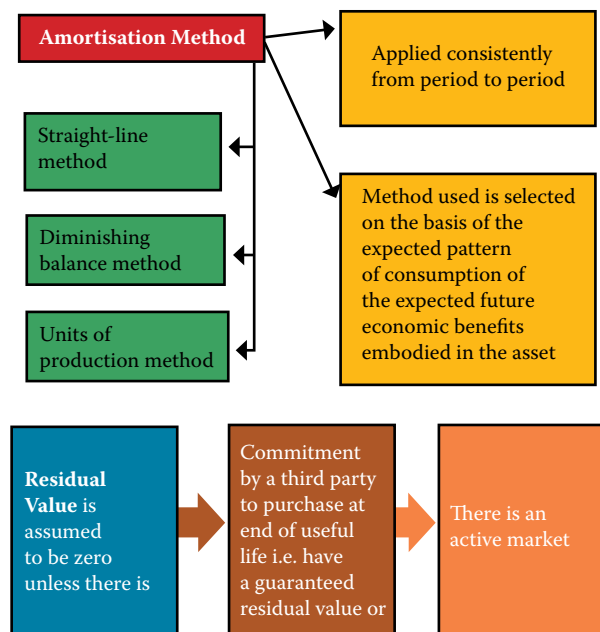 Amortisation Method
Applied consistently
from period to period
Straight-line
method
Diminishing
balance method
Units of
production method
Method used is selected
on the basis of the
expected pattern
of consumption of
the expected future
economic benefits
embodied in the asset
Residual
Value is
assumed
to be zero
unless there is
Commitment
by a third party
to purchase at
end of useful
life i.e. have
a guaranteed
residual value or
There is an
active market